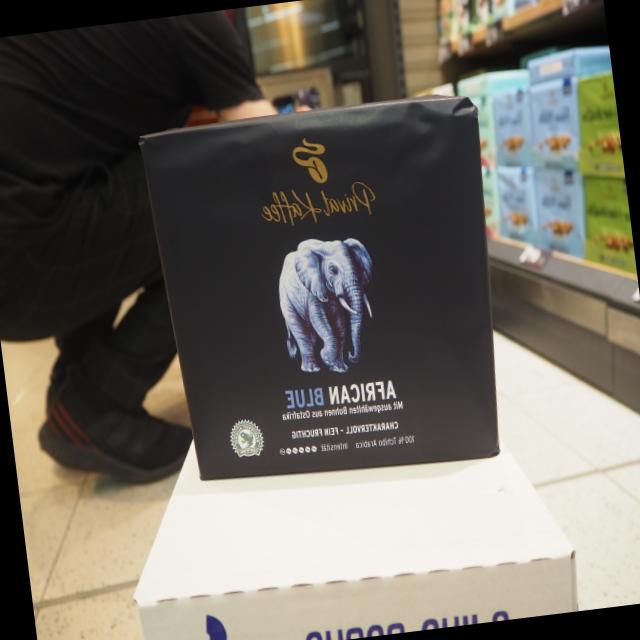 Privat Kaffee
AFRICAN BLUE
Mit ausgewählten Bohnen aus Ostafrika
CHARAKTERVOLL - FEIN FRUCHTIG
100 % Tchibo Arabica Intensität